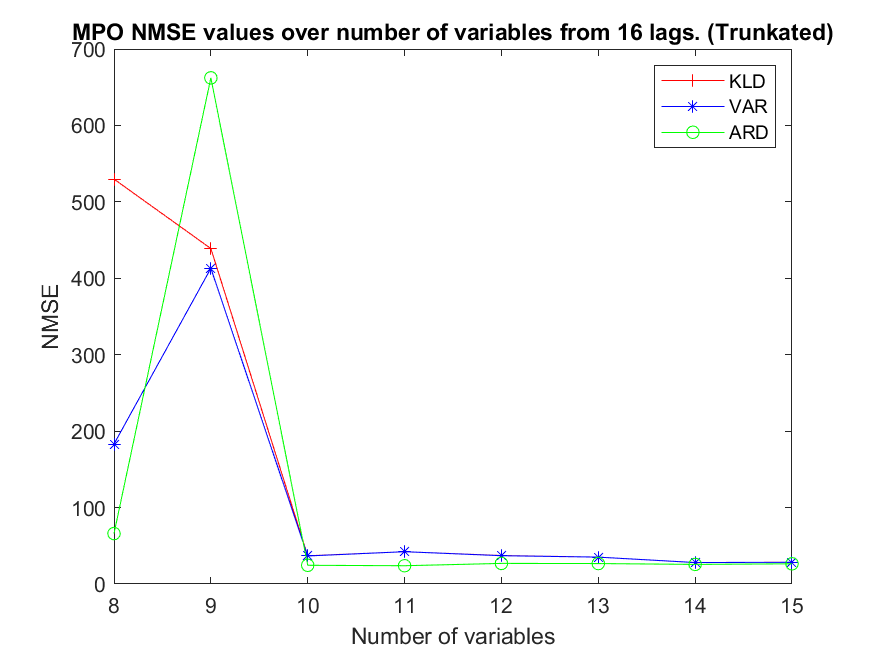 MPO NMSE values over number of variables from 16 lags. (Trunkated)
700
600
500
400
300
200
100
0
NMSE
KLD
VAR
ARD
8 9 10 11 12 13 14 15
Number of variables